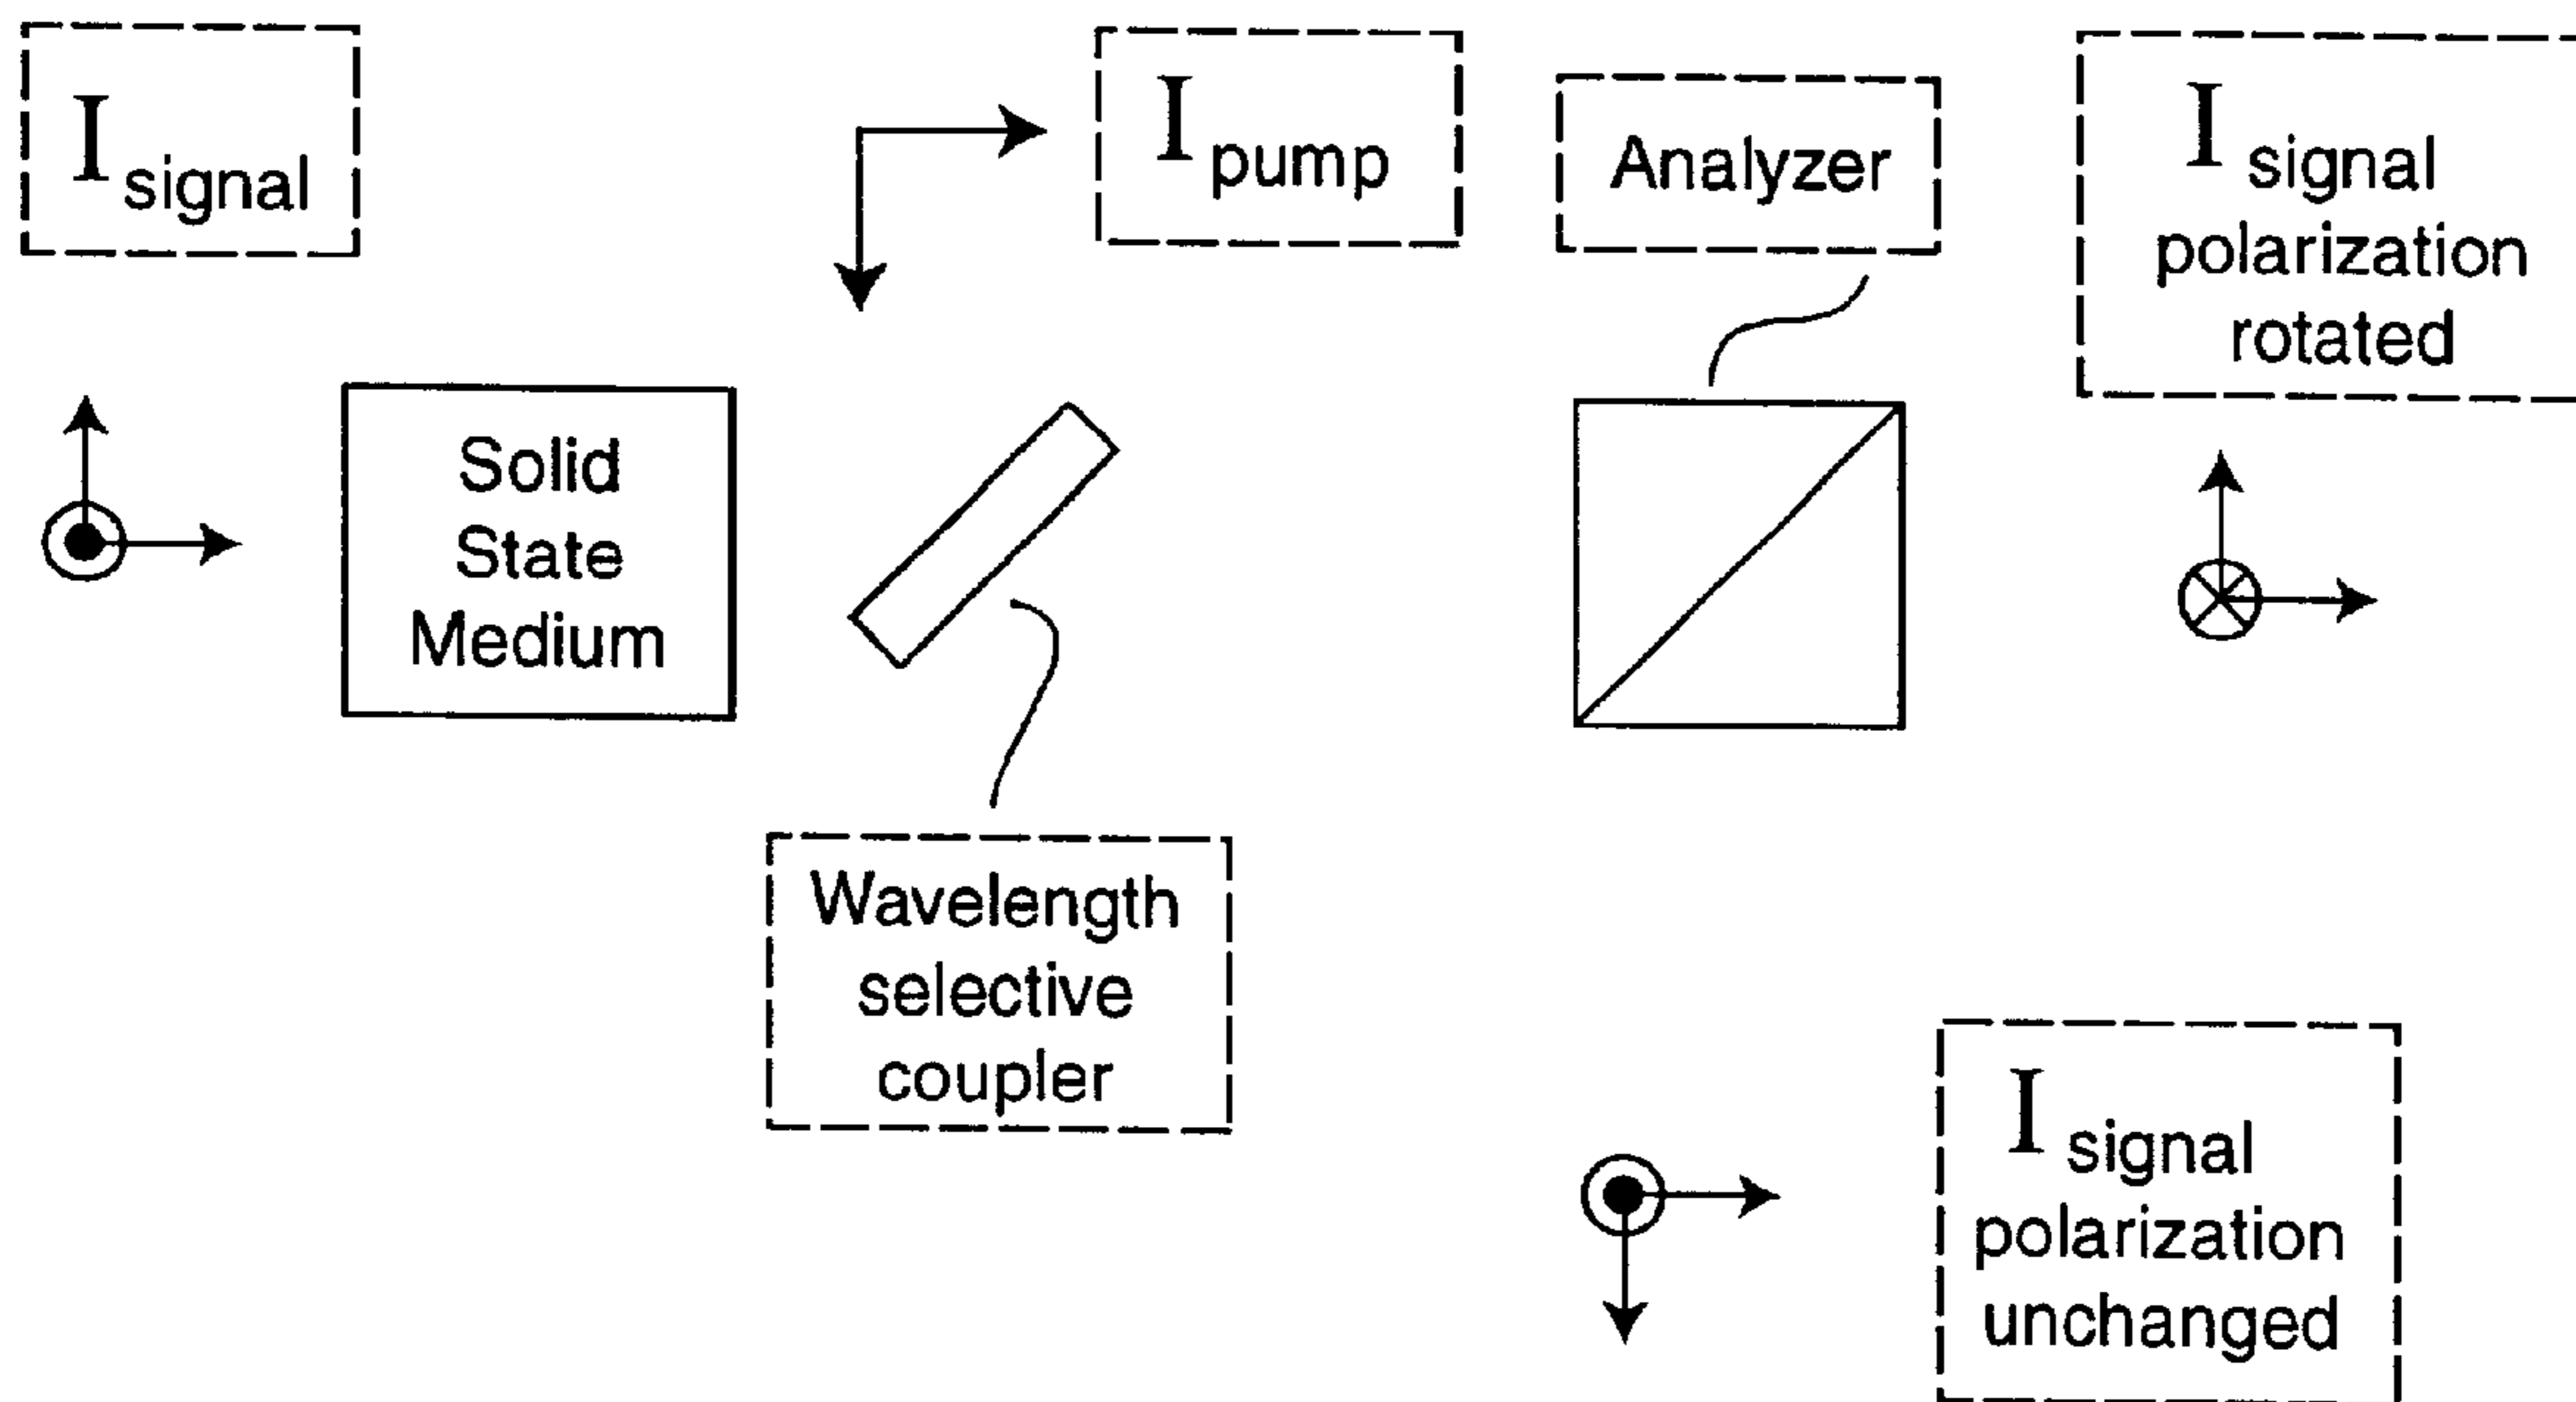 I signal
I pump
Analyzer
I signal
polarization
rotated
Solid
State
Medium
Wavelength
selective
coupler
I signal
polarization
unchanged